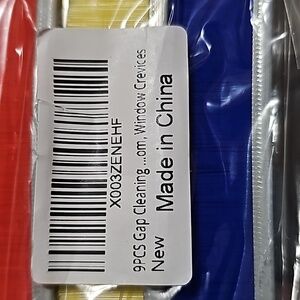 X003ZENEHF
9PCS Gap Cleaning ...om, Window Crevices
New
Made in China